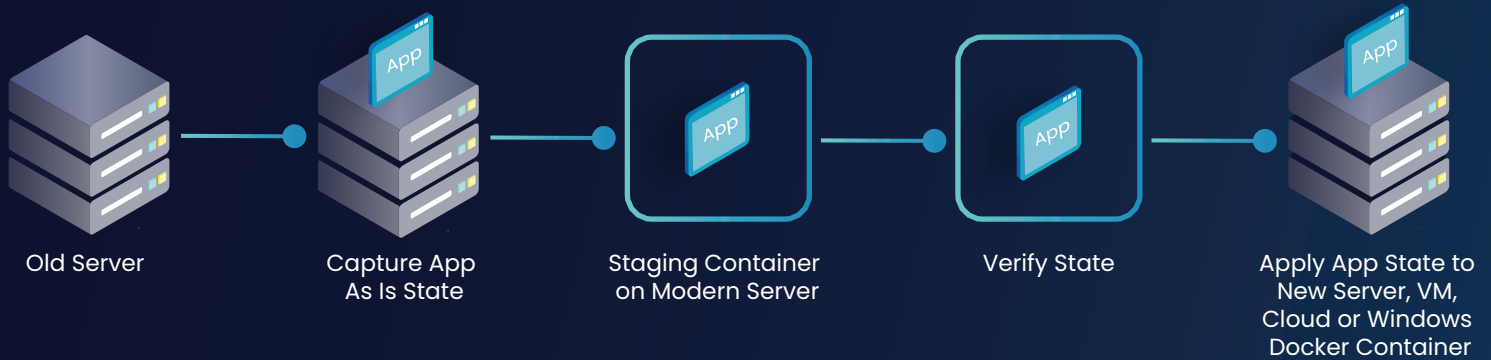 App
App
App
App
Old Server
Capture App
As Is State
Staging Container
on Modern Server
Verify State
Apply App State to
New Server, VM,
Cloud or Windows
Docker Container